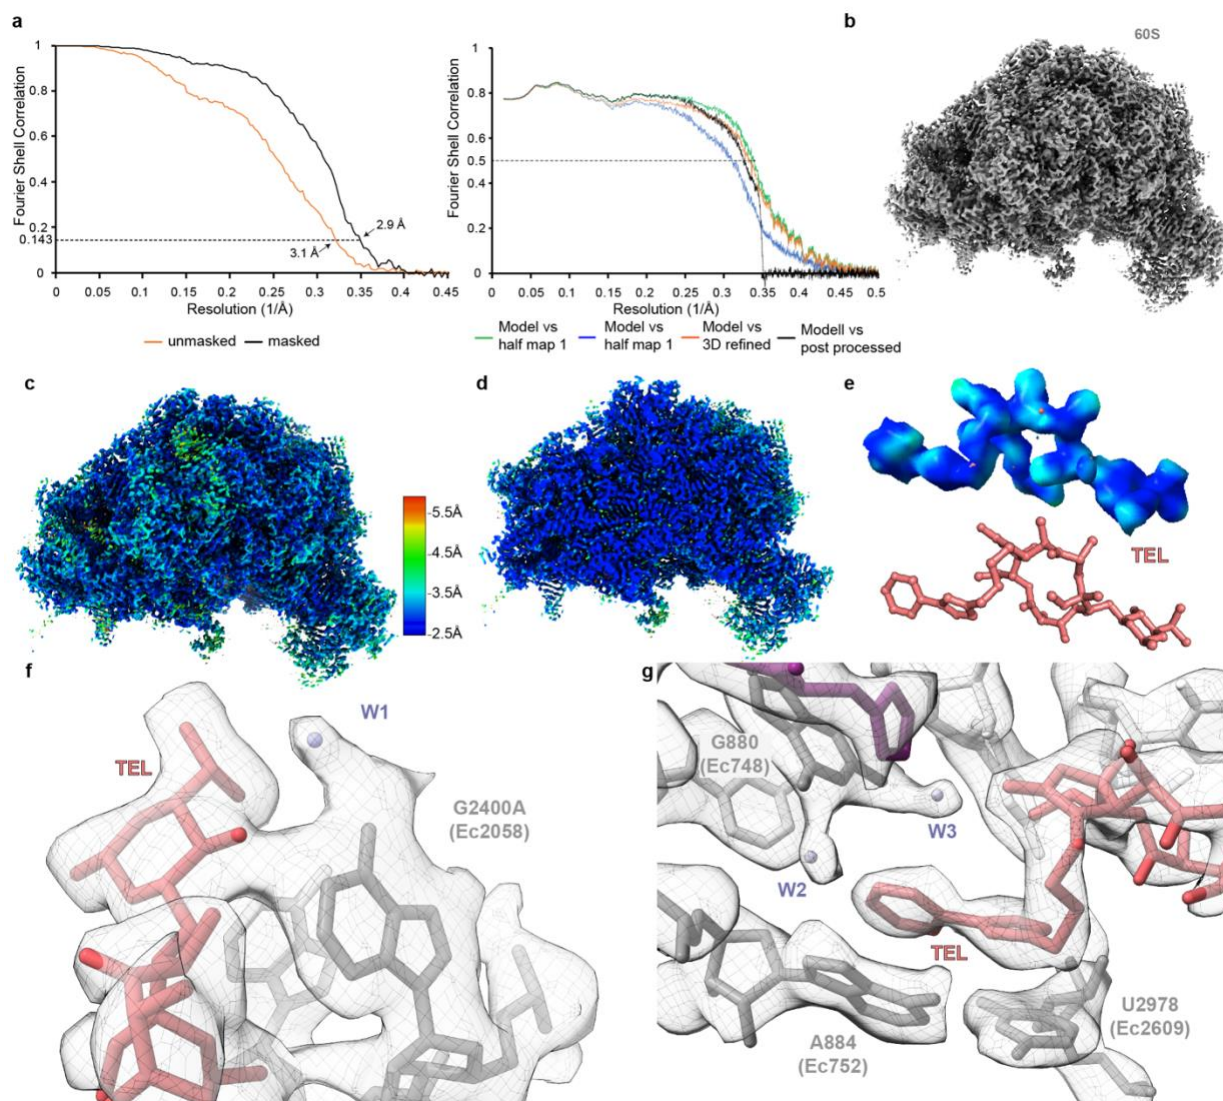 a
1
0.8
0.6
0.4
0.2
0.143
0
Fourier Shell Correlation
2.9 Å
3.1 Å
0 0.05 0.1 0.15 0.2 0.25 0.3 0.35 0.4 0.45
Resolution (1/Å)
unmasked masked
1
0.8
0.6
0.5
0.4
0.2
0
Fourier Shell Correlation
0 0.05 0.1 0.15 0.2 0.25 0.3 0.35 0.4 0.45 0.5
Resolution (1/Å)
Model vs
half map 1
Model vs
half map 1
Model vs
3D refined
Modell vs
post processed
b
60S
c
5.5Å
4.5Å
3.5Å
2.5Å
d
e
TEL
f
W1
TEL
G2400A
(Ec2058)
g
G880
(Ec748)
W3
W2
TEL
A884
(Ec752)
U2978
(Ec2609)